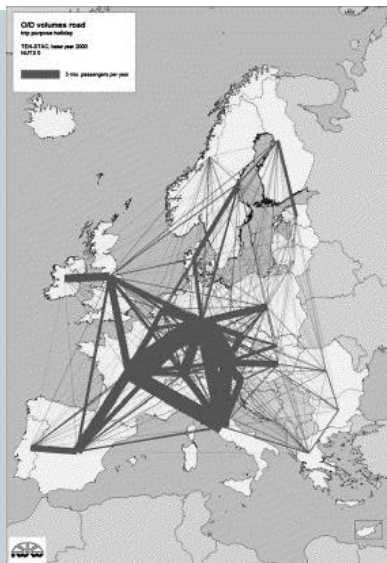 O/D volumes road
trip purpose holiday
TEN-STAC, base year 2000
NUTS 0
3 mio. passengers per year